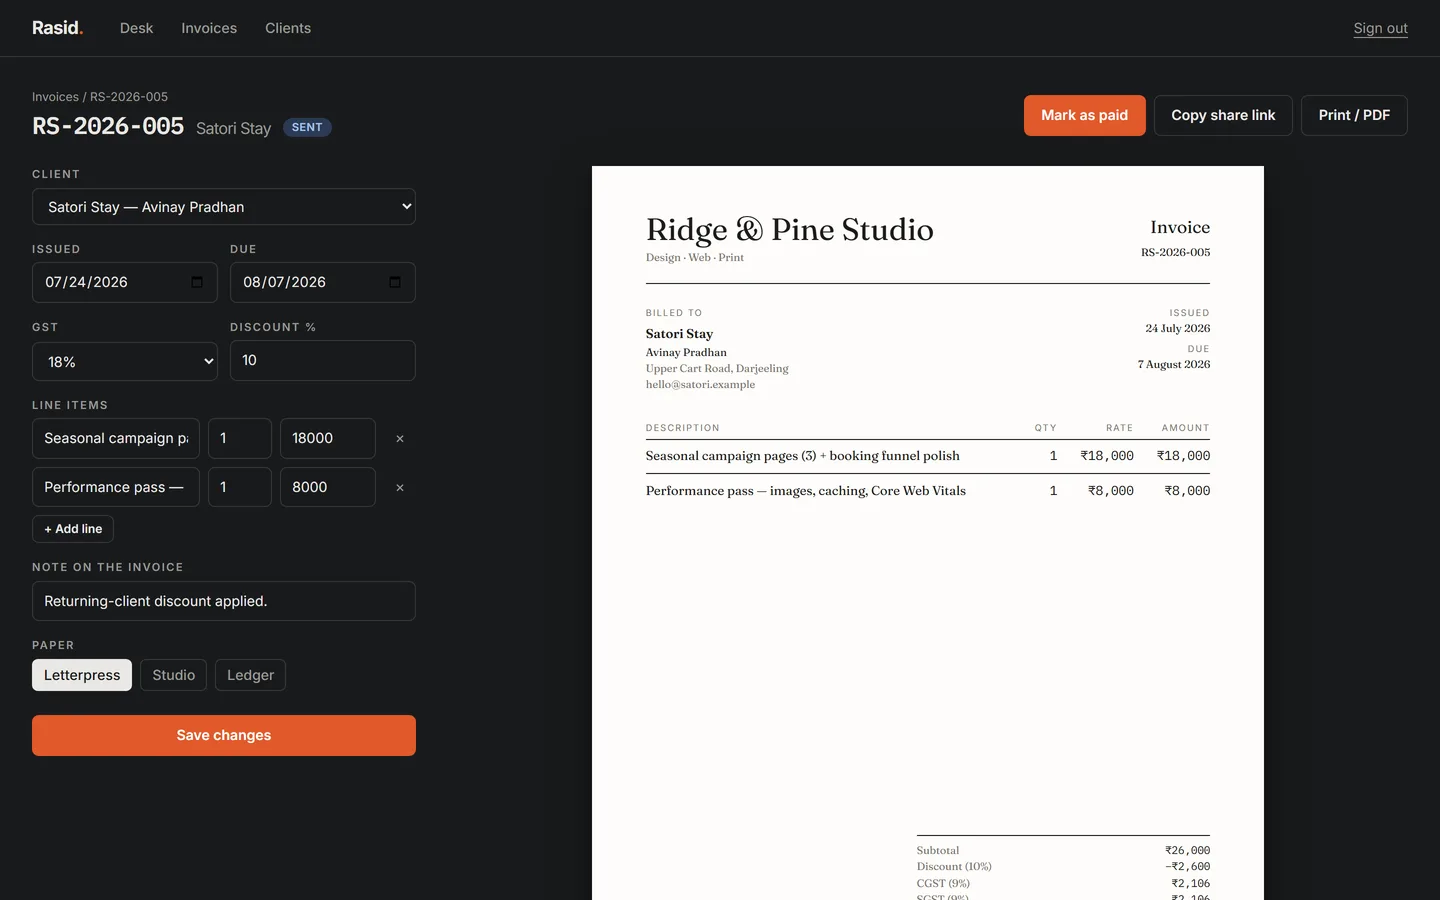 Rasid.
Desk
Invoices
Clients
Sign out
Invoices / RS-2026-005
RS-2026-005 Satori Stay SENT
Mark as paid
Copy share link
Print / PDF
CLIENT
Satori Stay — Avinay Pradhan
ISSUED DUE
07/24/2026 08/07/2026
GST DISCOUNT %
18% 10
LINE ITEMS
Seasonal campaign pa 1 18000 ×
Performance pass — 1 8000 ×
+ Add line
NOTE ON THE INVOICE
Returning-client discount applied.
PAPER
Letterpress Studio Ledger
Save changes
Ridge & Pine Studio
Design · Web · Print
Invoice
RS-2026-005
BILLED TO
Satori Stay
Avinay Pradhan
Upper Cart Road, Darjeeling
hello@satori.example
ISSUED
24 July 2026
DUE
7 August 2026
DESCRIPTION QTY RATE AMOUNT
Seasonal campaign pages (3) + booking funnel polish 1 ₹18,000 ₹18,000
Performance pass — images, caching, Core Web Vitals 1 ₹8,000 ₹8,000
Subtotal ₹26,000
Discount (10%) −₹2,600
CGST (9%) ₹2,106
SGST (9%) ₹2,106